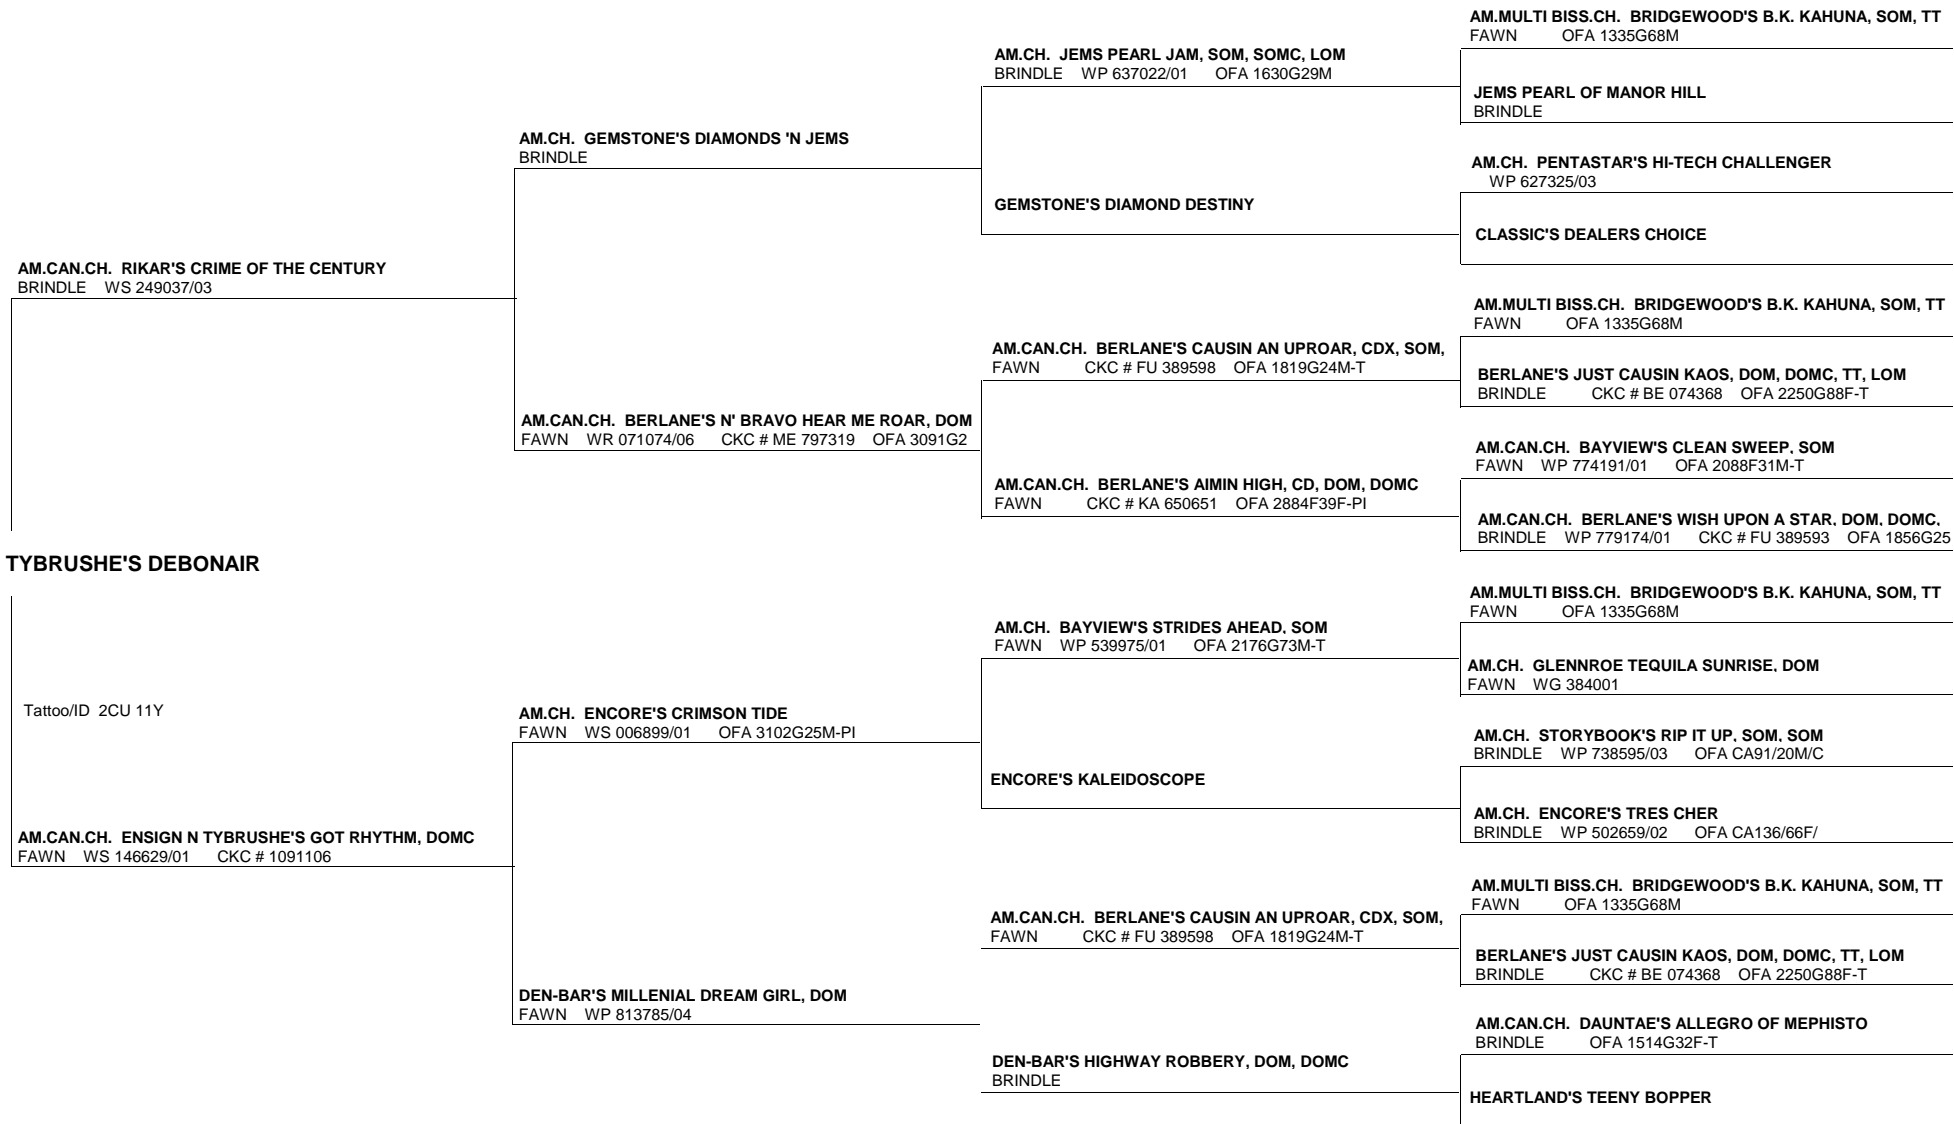 AM.MULTI BISS.CH. BRIDGEWOOD'S B.K. KAHUNA, SOM, TT
FAWN OFA 1335G68M
AM.CH. JEMS PEARL JAM, SOM, SOMC, LOM
BRINDLE WP 637022/01 OFA 1630G29M
JEMS PEARL OF MANOR HILL
BRINDLE
AM.CH. GEMSTONE'S DIAMONDS 'N JEMS
BRINDLE
AM.CH. PENTASTAR'S HI-TECH CHALLENGER
WP 627325/03
GEMSTONE'S DIAMOND DESTINY
CLASSIC'S DEALERS CHOICE
AM.CAN.CH. RIKAR'S CRIME OF THE CENTURY
BRINDLE WS 249037/03
AM.MULTI BISS.CH. BRIDGEWOOD'S B.K. KAHUNA, SOM, TT
FAWN OFA 1335G68M
AM.CAN.CH. BERLANE'S CAUSIN AN UPROAR, CDX, SOM,
FAWN CKC # FU 389598 OFA 1819G24M-T
BERLANE'S JUST CAUSIN KAOS, DOM, DOMC, TT, LOM
BRINDLE CKC # BE 074368 OFA 2250G88F-T
AM.CAN.CH. BERLANE'S N' BRAVO HEAR ME ROAR, DOM
FAWN WR 071074/06 CKC # ME 797319 OFA 3091G2
AM.CAN.CH. BAYVIEW'S CLEAN SWEEP, SOM
FAWN WP 774191/01 OFA 2088F31M-T
AM.CAN.CH. BERLANE'S AIMIN HIGH, CD, DOM, DOMC
FAWN CKC # KA 650651 OFA 2884F39F-PI
AM.CAN.CH. BERLANE'S WISH UPON A STAR, DOM, DOMC,
BRINDLE WP 779174/01 CKC # FU 389593 OFA 1856G25
TYBRUSHE'S DEBONAIR
AM.MULTI BISS.CH. BRIDGEWOOD'S B.K. KAHUNA, SOM, TT
FAWN OFA 1335G68M
AM.CH. BAYVIEW'S STRIDES AHEAD, SOM
FAWN WP 539975/01 OFA 2176G73M-T
AM.CH. GLENNROE TEQUILA SUNRISE, DOM
FAWN WG 384001
Tattoo/ID 2CU 11Y
AM.CH. ENCORE'S CRIMSON TIDE
FAWN WS 006899/01 OFA 3102G25M-PI
AM.CH. STORYBOOK'S RIP IT UP, SOM, SOM
BRINDLE WP 738595/03 OFA CA91/20M/C
ENCORE'S KALEIDOSCOPE
AM.CH. ENCORE'S TRES CHER
BRINDLE WP 502659/02 OFA CA136/66F/
AM.CAN.CH. ENSIGN N TYBRUSHE'S GOT RHYTHM, DOMC
FAWN WS 146629/01 CKC # 1091106
AM.MULTI BISS.CH. BRIDGEWOOD'S B.K. KAHUNA, SOM, TT
FAWN OFA 1335G68M
AM.CAN.CH. BERLANE'S CAUSIN AN UPROAR, CDX, SOM,
FAWN CKC # FU 389598 OFA 1819G24M-T
BERLANE'S JUST CAUSIN KAOS, DOM, DOMC, TT, LOM
BRINDLE CKC # BE 074368 OFA 2250G88F-T
DEN-BAR'S MILLENIAL DREAM GIRL, DOM
FAWN WP 813785/04
AM.CAN.CH. DAUNTAE'S ALLEGRO OF MEPHISTO
BRINDLE OFA 1514G32F-T
DEN-BAR'S HIGHWAY ROBBERY, DOM, DOMC
BRINDLE
HEARTLAND'S TEENY BOPPER